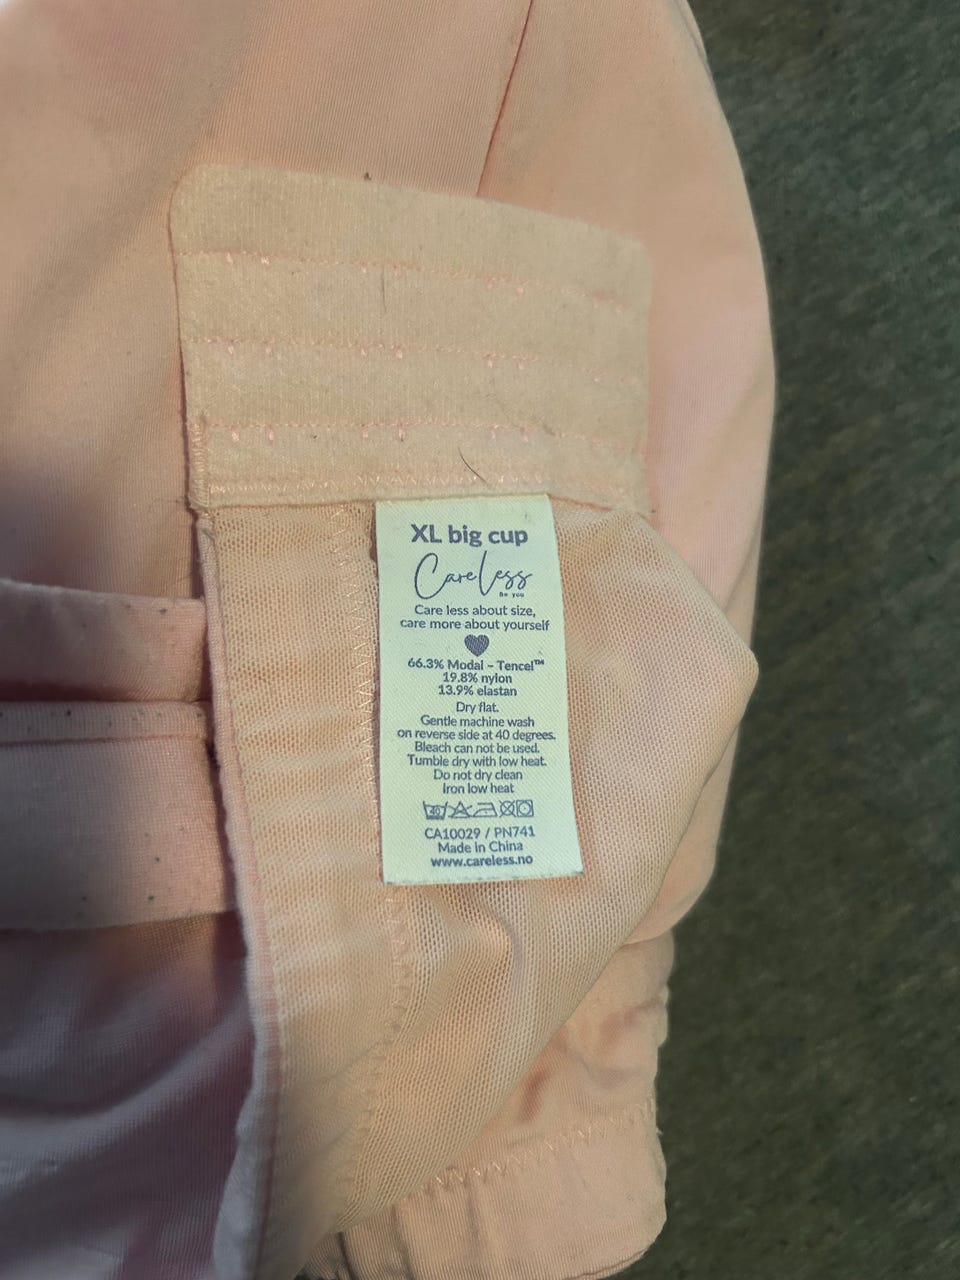 XL big cup
Careless
Be you
Care less about size,
care more about yourself
66.3% Modal - Tencel™
19.8% nylon
13.9% elastan
Dry flat.
Gentle machine wash
on reverse side at 40 degrees.
Bleach can not be used.
Tumble dry with low heat.
Do not dry clean
Iron low heat
40
CA10029 / PN741
Made in China
www.careless.no